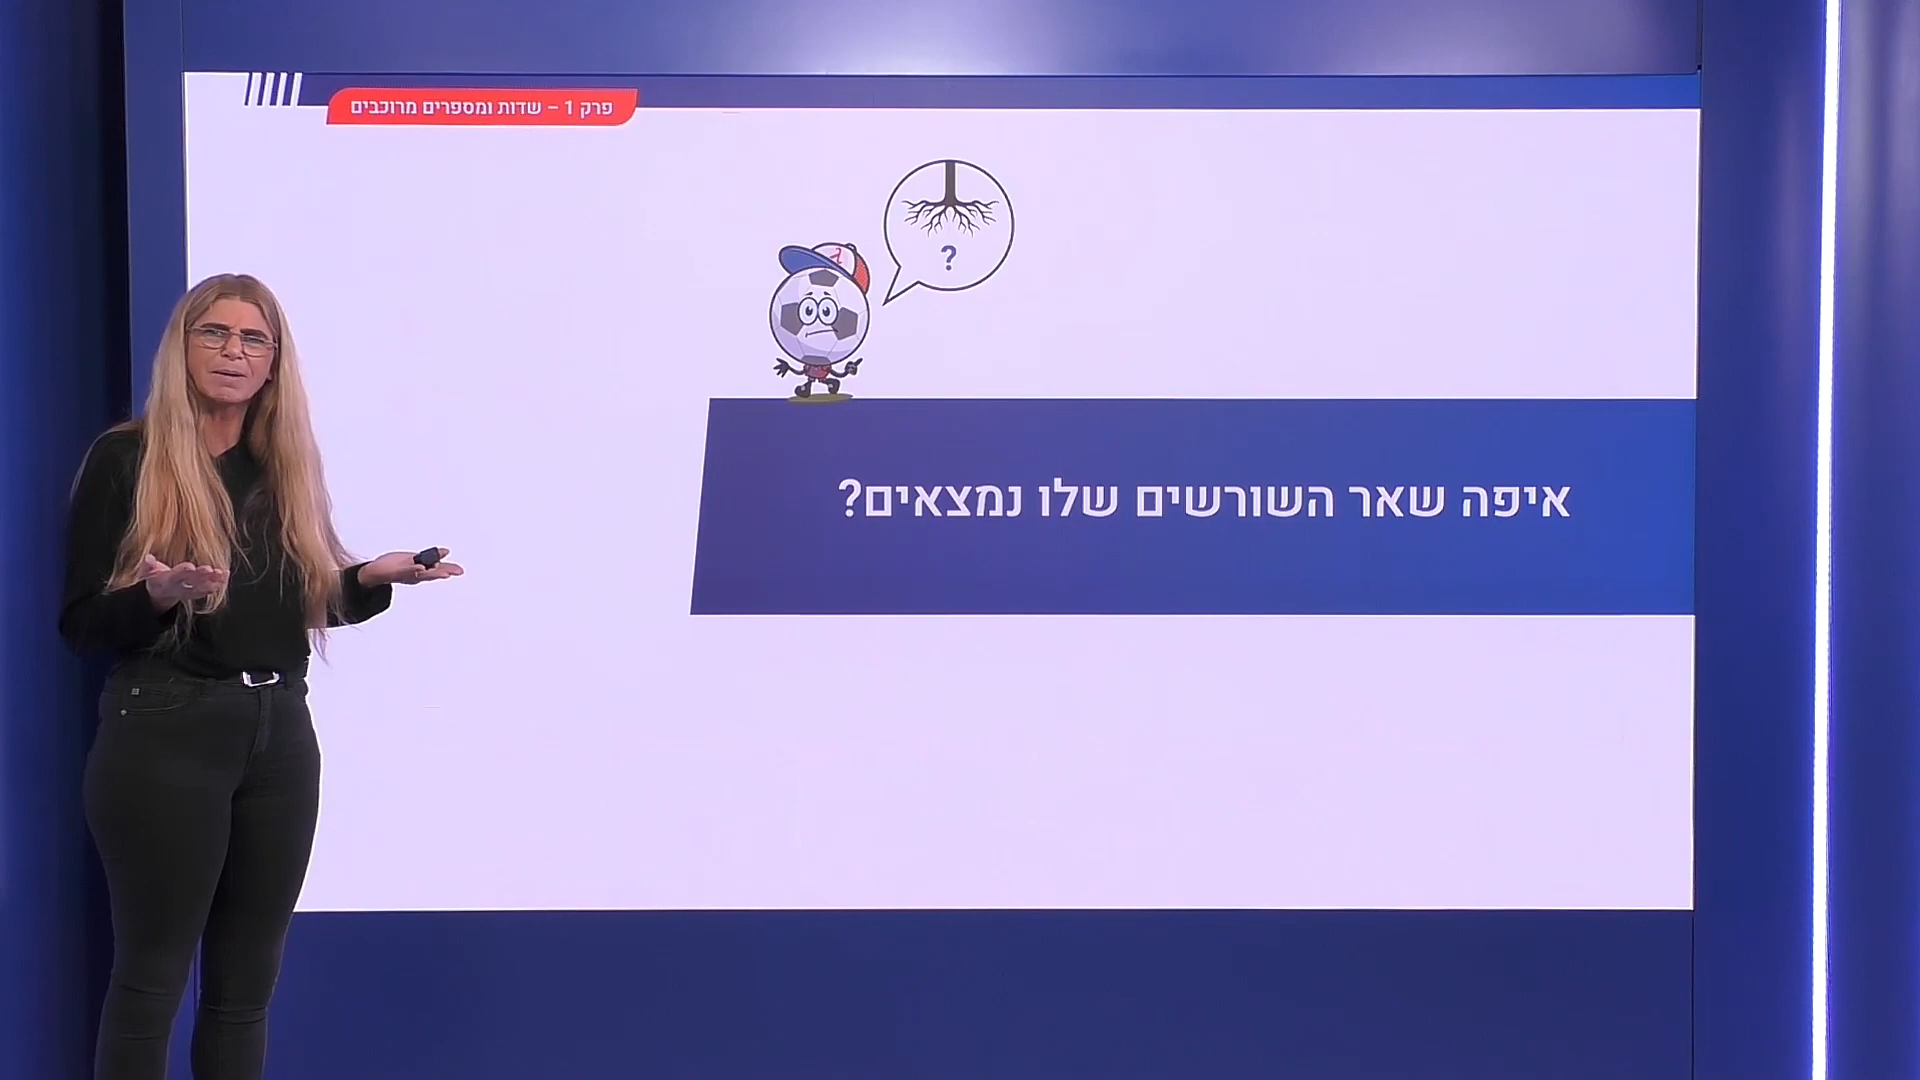 פרק 1 – שדות ומספרים מרוכבים
?
איפה שאר השורשים שלו נמצאים?